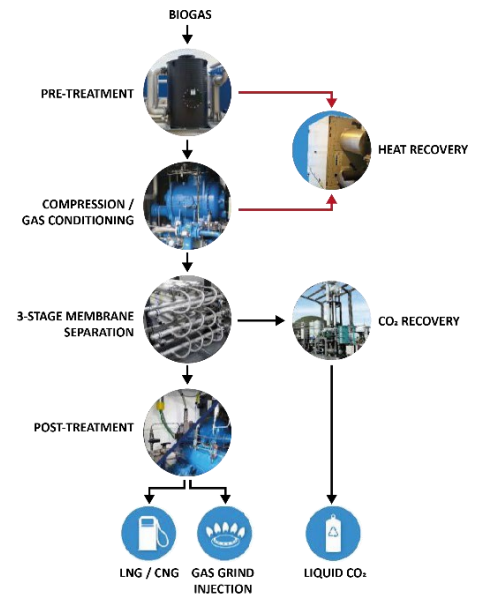 BIOGAS
PRE-TREATMENT
HEAT RECOVERY
COMPRESSION /
GAS CONDITIONING
3-STAGE MEMBRANE
SEPARATION
CO₂ RECOVERY
POST-TREATMENT
LNG / CNG
GAS GRIND
INJECTION
LIQUID CO₂